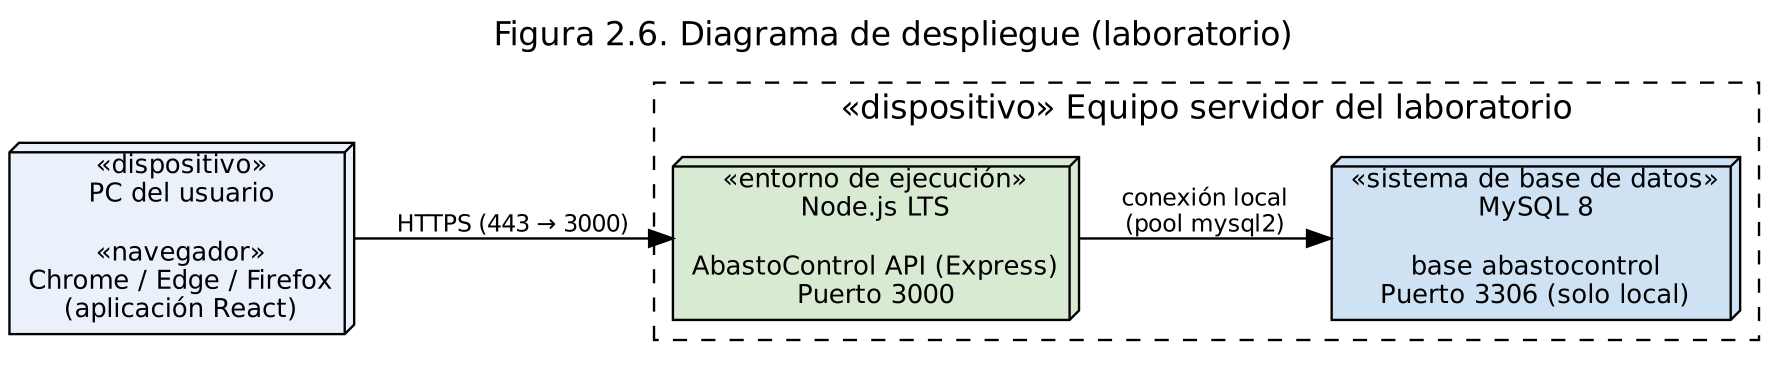 Figura 2.6. Diagrama de despliegue (laboratorio)
«dispositivo» Equipo servidor del laboratorio
«dispositivo»
PC del usuario
«navegador»
Chrome / Edge / Firefox
(aplicación React)
HTTPS (443 → 3000)
«entorno de ejecución»
Node.js LTS
AbastoControl API (Express)
Puerto 3000
conexión local
(pool mysql2)
«sistema de base de datos»
MySQL 8
base abastocontrol
Puerto 3306 (solo local)